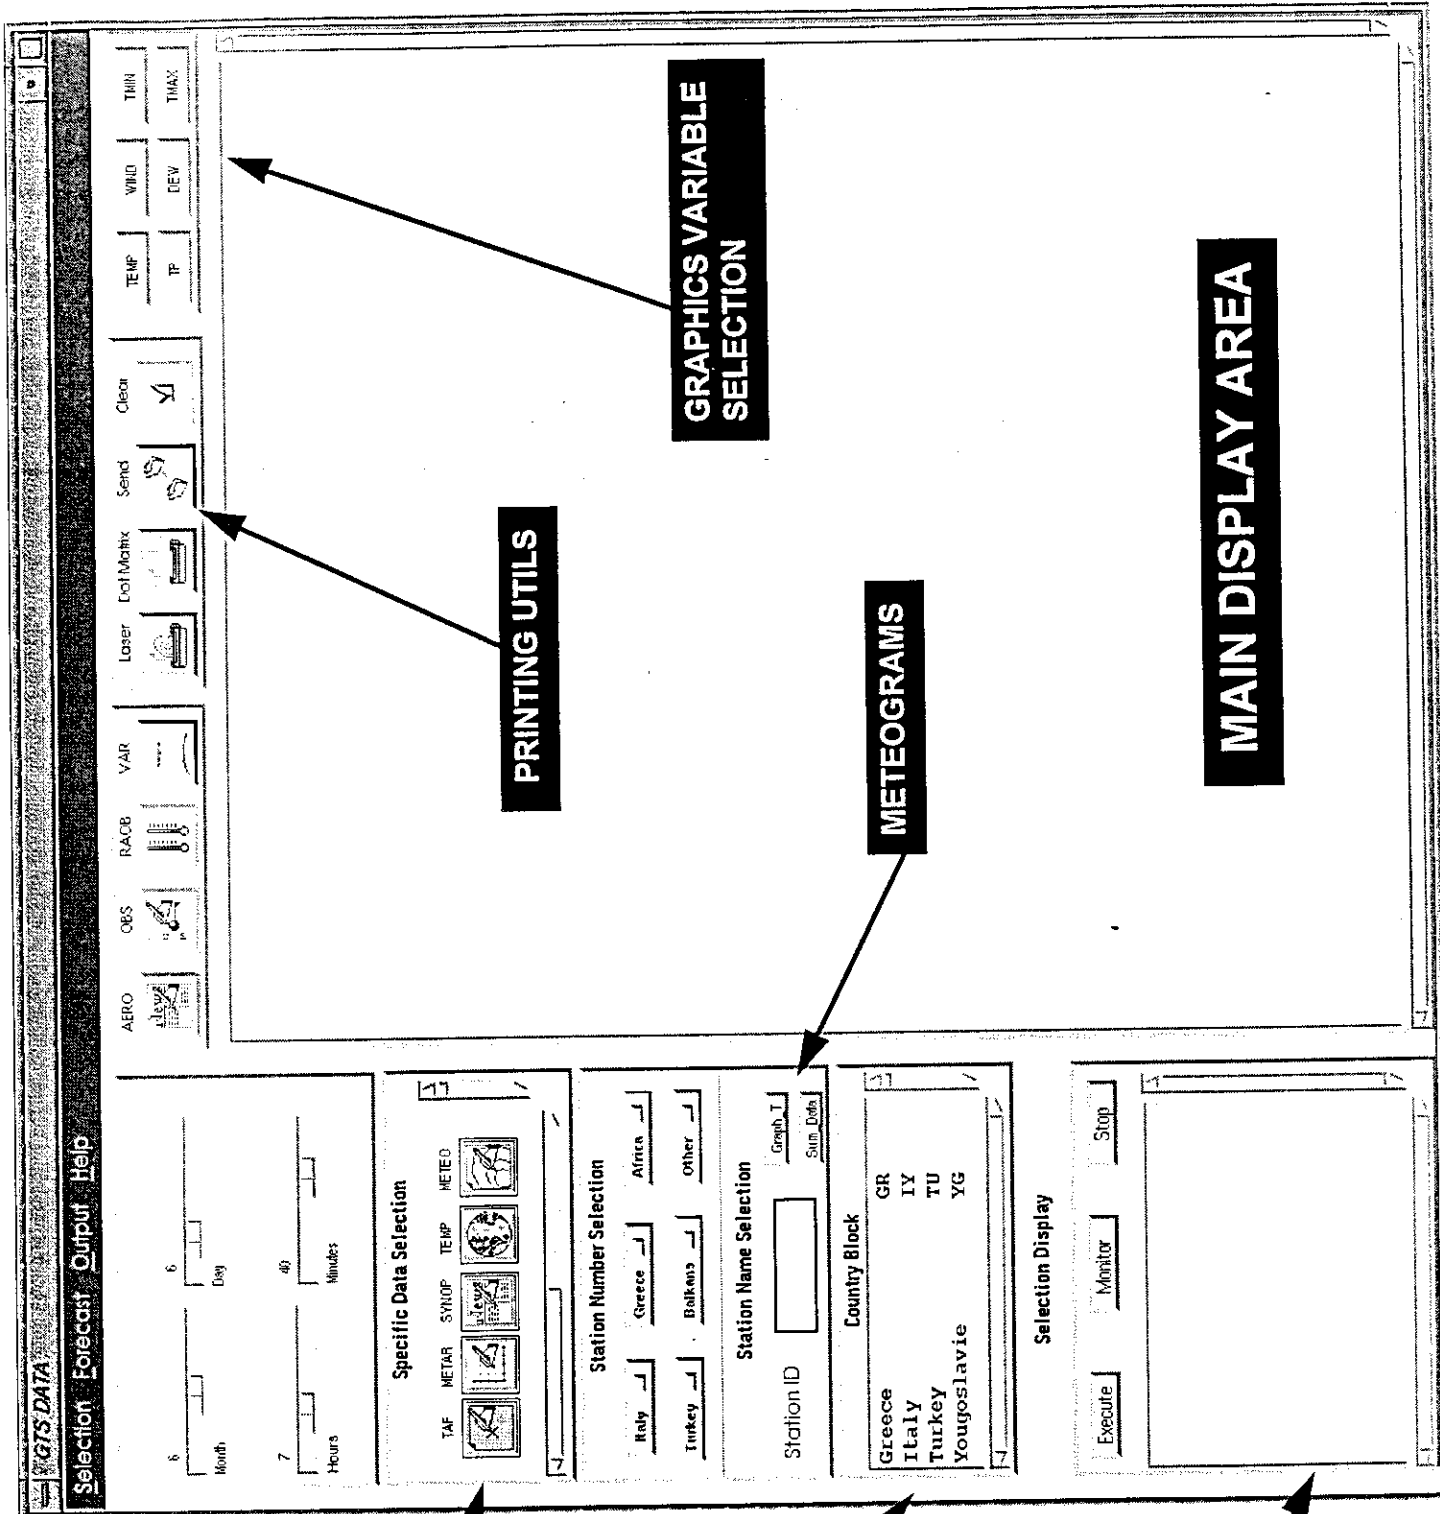 GTS DATA
Selection Forecast Output Help
6
Month
6
Day
7
Hours
40
Minutes
AERO OBS RAOB VAR
Laser Dot Matrix Send Clear
TEMP WIND TMIN
TP DEW TMAX
Specific Data Selection
TAF METAR SYNOP TEMP METEO
Station Number Selection
Italy Greece Africa
Turkey Balkans Other
Station Name Selection
Station ID
Graph_T
Sum_Data
Country Block
Greece GR
Italy IY
Turkey TU
Yougoslavie YG
Selection Display
Execute Monitor Stop
PRINTING UTILS
GRAPHICS VARIABLE
SELECTION
METEOGRAMS
MAIN DISPLAY AREA